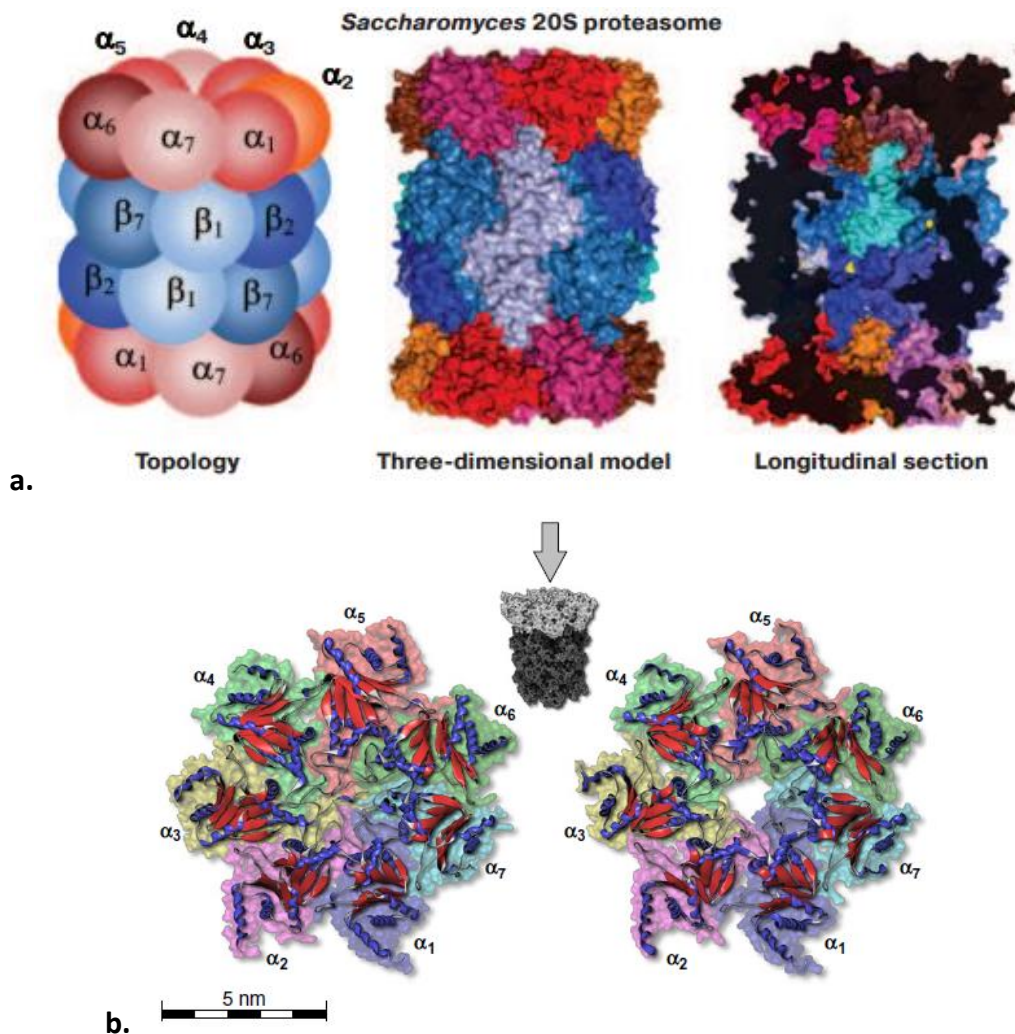 Saccharomyces 20S proteasome
α5 α4 α3 α2
α6 α7 α1
β7 β1 β2
β2 β1 β7
α1 α7 α6
Topology Three-dimensional model Longitudinal section
a.
α5 α5
α4 α6 α4 α6
α3 α7 α3 α7
α2 α1 α2 α1
5 nm
b.